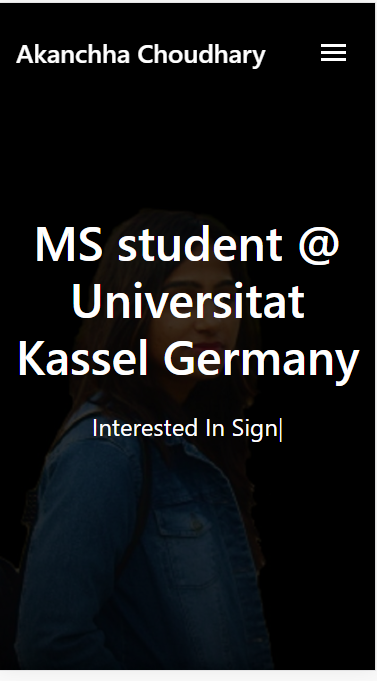 Akanchha Choudhary
MS student @
Universitat
Kassel Germany
Interested In Sign|